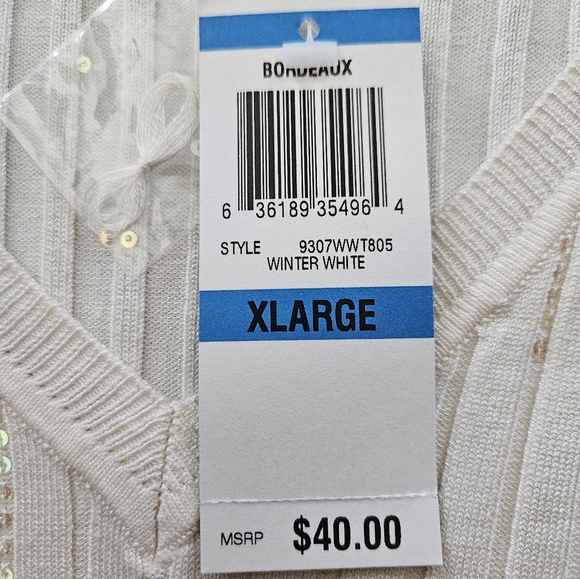 BORDEAUX
6 36189 35496 4
STYLE 9307WWT805
WINTER WHITE
XLARGE
MSRP $40.00